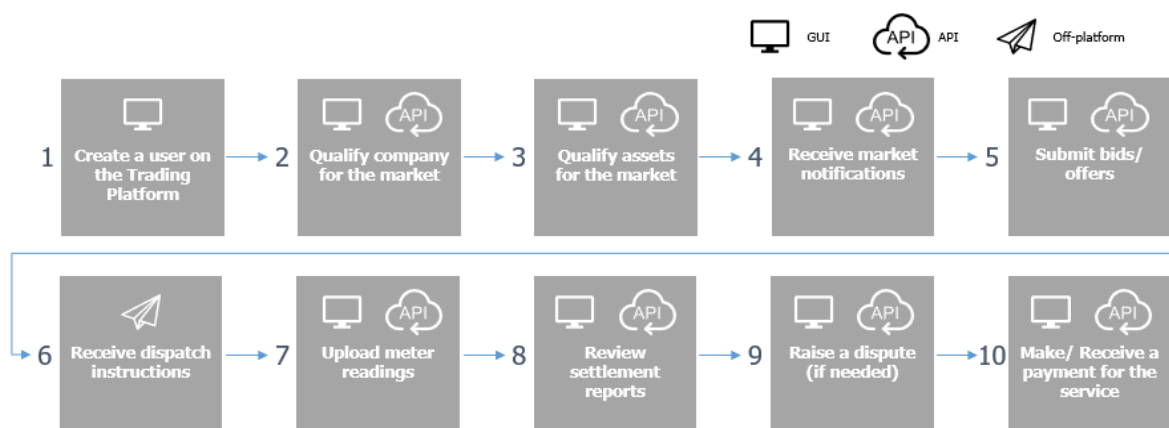 GUI
API
Off-platform
1
Create a user on
the Trading
Platform
2
API
Qualify company
for the market
3
API
Qualify assets
for the market
4
API
Receive market
notifications
5
API
Submit bids/
offers
6
Receive dispatch
instructions
7
API
Upload meter
readings
8
API
Review
settlement
reports
9
API
Raise a dispute
(if needed)
10
API
Make/ Receive a
payment for the
service